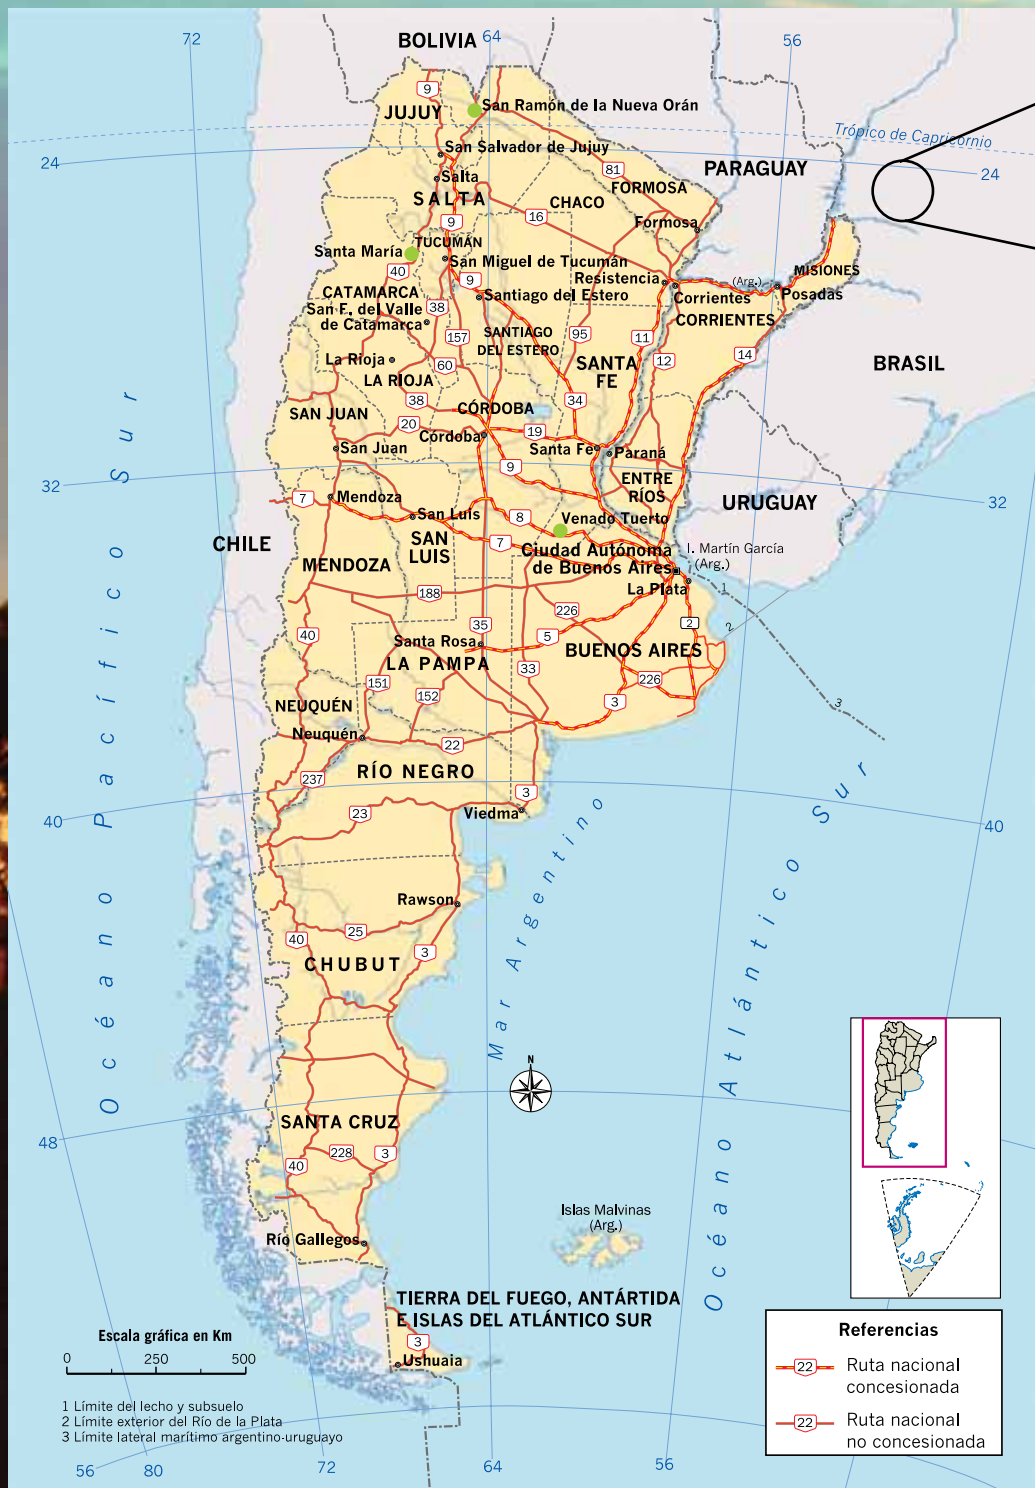 72
BOLIVIA
64
56
9
JUJUY
San Ramón de la Nueva Orán
Trópico de Capricornio
24
San Salvador de Jujuy
PARAGUAY
24
81
Salta
FORMOSA
SALTA
CHACO
16
9
Formosa
TUCUMÁN
Santa María
San Miguel de Tucumán
40
9
Resistencia
(Arg.)
MISIONES
CATAMARCA
Santiago del Estero
Corrientes
Posadas
San F. del Valle
de Catamarca
38
CORRIENTES
157
SANTIAGO
DEL ESTERO
95
11
12
14
La Rioja
60
SANTA
FE
BRASIL
LA RIOJA
38
34
SAN JUAN
CÓRDOBA
20
19
Córdoba
San Juan
Santa Fe
Paraná
9
32
ENTRE
RÍOS
32
7
Mendoza
URUGUAY
San Luis
8
Venado Tuerto
CHILE
SAN
LUIS
7
Ciudad Autónoma
de Buenos Aires
I. Martín García
(Arg.)
MENDOZA
La Plata
1
188
226
2
40
35
2
Santa Rosa
5
BUENOS AIRES
LA PAMPA
33
151
226
152
3
3
NEUQUÉN
Neuquén
22
237
RÍO NEGRO
3
23
Viedma
40
40
Rawson
40
25
3
CHUBUT
Océano Pacífico Sur
Mar Argentino
Océano Atlántico Sur
N
48
SANTA CRUZ
228
3
40
Islas Malvinas
(Arg.)
Río Gallegos
TIERRA DEL FUEGO, ANTÁRTIDA
E ISLAS DEL ATLÁNTICO SUR
3
Ushuaia
Escala gráfica en Km
0 250 500
1 Límite del lecho y subsuelo
2 Límite exterior del Río de la Plata
3 Límite lateral marítimo argentino-uruguayo
Referencias
22 Ruta nacional
concesionada
22 Ruta nacional
no concesionada
56
80
72
64
56